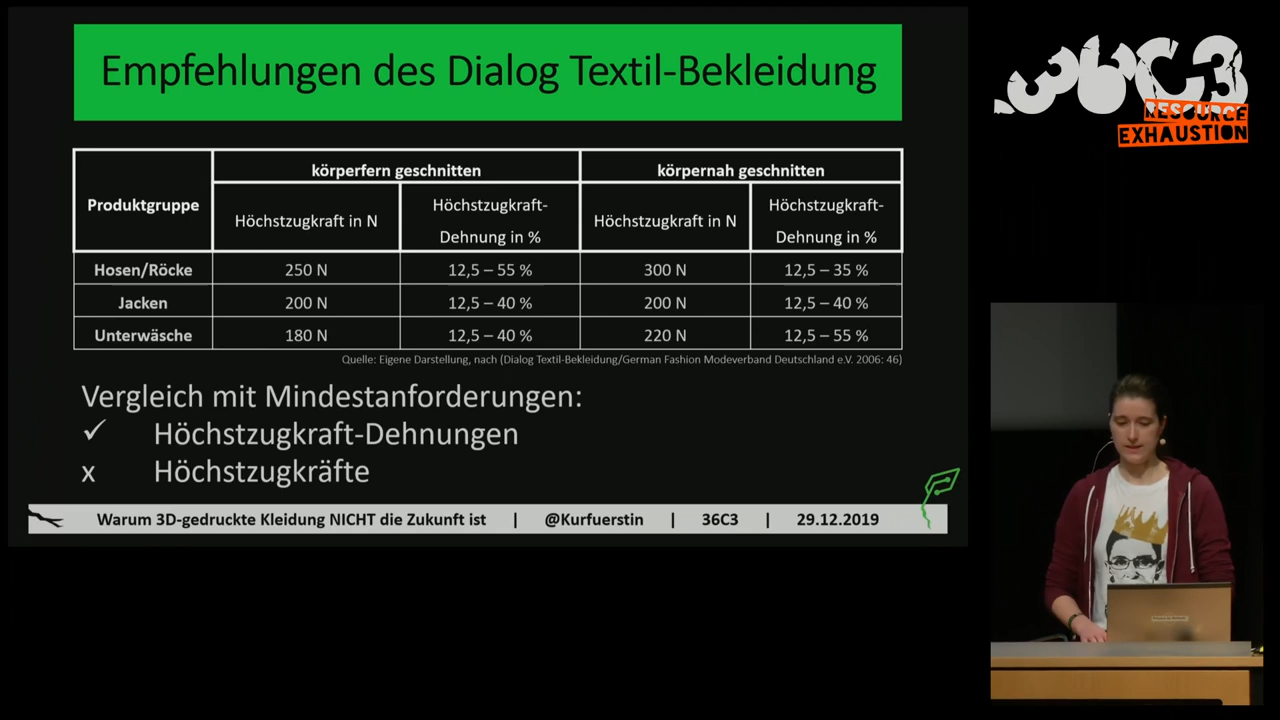 Empfehlungen des Dialog Textil-Bekleidung
Produktgruppe
körperfern geschnitten
körpernah geschnitten
Höchstzugkraft in N
Höchstzugkraft-
Dehnung in %
Höchstzugkraft in N
Höchstzugkraft-
Dehnung in %
Hosen/Röcke 250 N 12,5 – 55 % 300 N 12,5 – 35 %
Jacken 200 N 12,5 – 40 % 200 N 12,5 – 40 %
Unterwäsche 180 N 12,5 – 40 % 220 N 12,5 – 55 %
Quelle: Eigene Darstellung, nach (Dialog Textil-Bekleidung/German Fashion Modeverband Deutschland e.V. 2006: 46)
Vergleich mit Mindestanforderungen:
✓ Höchstzugkraft-Dehnungen
x Höchstzugkräfte
Warum 3D-gedruckte Kleidung NICHT die Zukunft ist | @Kurfuerstin | 36C3 | 29.12.2019
36C3
RESOURCE
EXHAUSTION